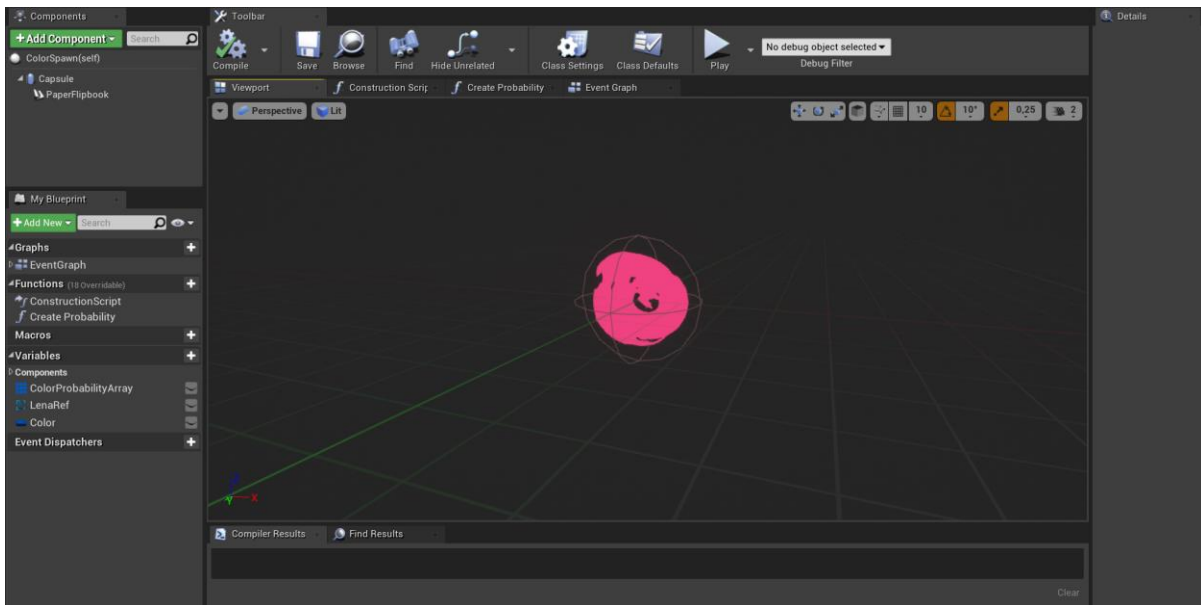 Components
Toolbar
Details
+Add Component
Search
ColorSpawn(self)
Capsule
PaperFlipbook
Compile
Save
Browse
Find
Hide Unrelated
Class Settings
Class Defaults
Play
No debug object selected
Debug Filter
Viewport
Construction Scrip
Create Probability
Event Graph
Perspective
Lit
10
10°
0,25
2
My Blueprint
+Add New
Search
Graphs
EventGraph
Functions (18 Overridable)
ConstructionScript
Create Probability
Macros
Variables
Components
ColorProbabilityArray
LenaRef
Color
Event Dispatchers
Z
Y
X
Compiler Results
Find Results
Clear